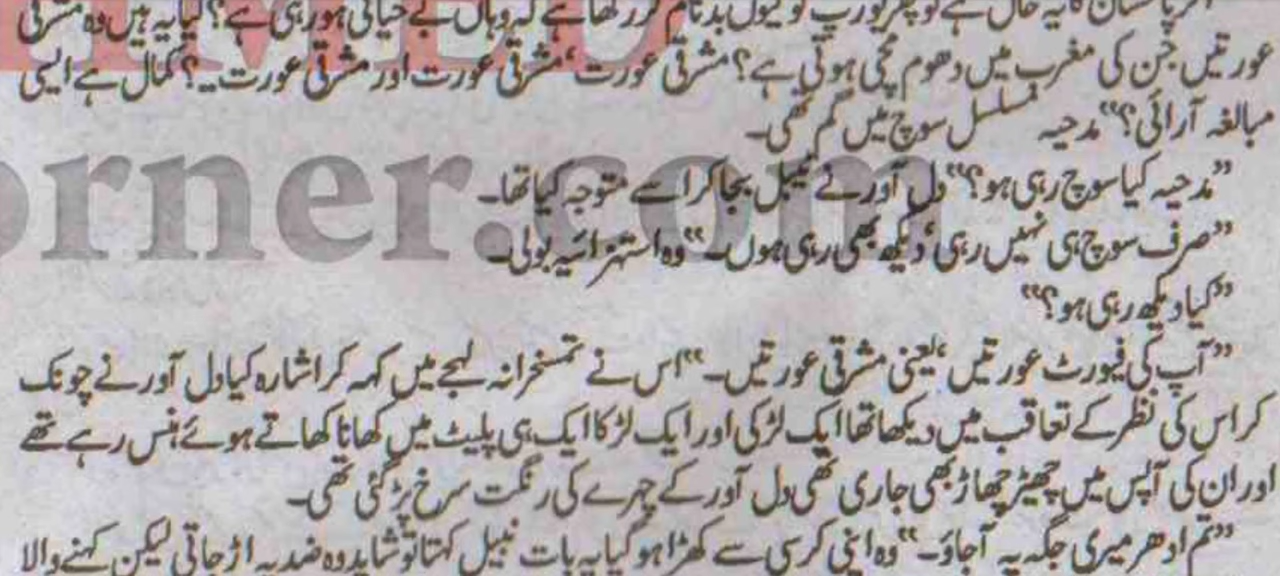 اگر پاکستان کا یہ حال ہے تو پھر یورپ کو کیوں بدنام کر رکھا ہے کہ وہاں بے حیائی ہو رہی ہے؟ کیا یہ ہیں وہ مشرقی
عورتیں جن کی مغرب میں دھوم مچی ہوتی ہے؟ مشرقی عورت، مشرقی عورت اور مشرقی عورت۔۔؟ کمال ہے ایسی
مبالغہ آرائی؟“ مدحیہ مسلسل سوچ میں گم تھی۔
”مدحیہ کیا سوچ رہی ہو؟“ دل آور نے ٹیبل بجا کر اسے متوجہ کیا تھا۔
”صرف سوچ ہی نہیں رہی، دیکھ بھی رہی ہوں۔“ وہ استہزائیہ بولی۔
”کیا دیکھ رہی ہو؟“
”آپ کی فیورٹ عورتیں، یعنی مشرقی عورتیں۔“ اس نے تمسخرانہ لہجے میں کہہ کر اشارہ کیا دل آور نے چونک
کر اس کی نظر کے تعاقب میں دیکھا تھا ایک لڑکی اور ایک لڑکا ایک ہی پلیٹ میں کھانا کھاتے ہوئے ہنس رہے تھے
اور ان کی آپس میں چھیڑ چھاڑ بھی جاری تھی دل آور کے چہرے کی رنگت سرخ پڑ گئی تھی۔
”تم ادھر میری جگہ پہ آجاؤ۔“ وہ اپنی کرسی سے کھڑا ہو گیا یہ بات نبیل کہتا تو شاید وہ ضد پہ اڑ جاتی لیکن کہنے والا
orner.com